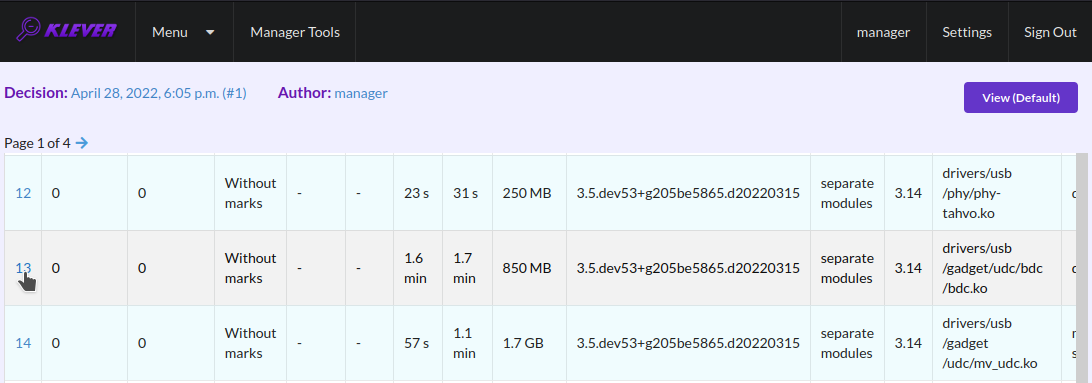 KLEVER Menu Manager Tools manager Settings Sign Out
Decision: April 28, 2022, 6:05 p.m. (#1) Author: manager
View (Default)
Page 1 of 4
12 0 0 Without marks - - 23 s 31 s 250 MB 3.5.dev53+g205be5865.d20220315 separate modules 3.14 drivers/usb/phy/phy-tahvo.ko
13 0 0 Without marks - - 1.6 min 1.7 min 850 MB 3.5.dev53+g205be5865.d20220315 separate modules 3.14 drivers/usb/gadget/udc/bdc/bdc.ko
14 0 0 Without marks - - 57 s 1.1 min 1.7 GB 3.5.dev53+g205be5865.d20220315 separate modules 3.14 drivers/usb/gadget/udc/mv_udc.ko